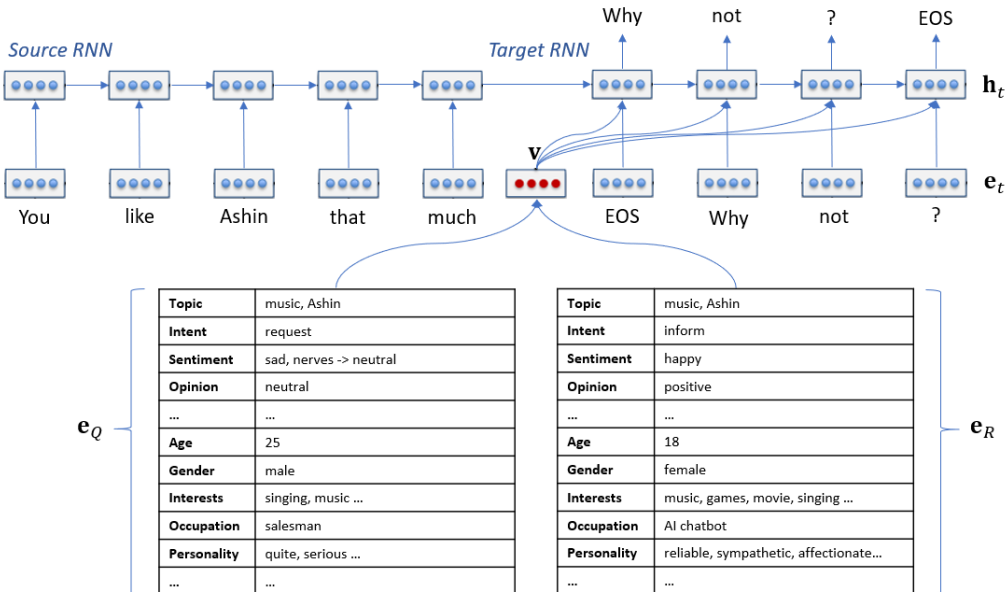 Why not ? EOS
Source RNN Target RNN
h_t
v
e_t
You like Ashin that much EOS Why not ?
Topic music, Ashin
Intent request
Sentiment sad, nerves -> neutral
Opinion neutral
... ...
Age 25
Gender male
Interests singing, music ...
Occupation salesman
Personality quite, serious ...
... ...
e_Q
Topic music, Ashin
Intent inform
Sentiment happy
Opinion positive
... ...
Age 18
Gender female
Interests music, games, movie, singing ...
Occupation AI chatbot
Personality reliable, sympathetic, affectionate...
... ...
e_R